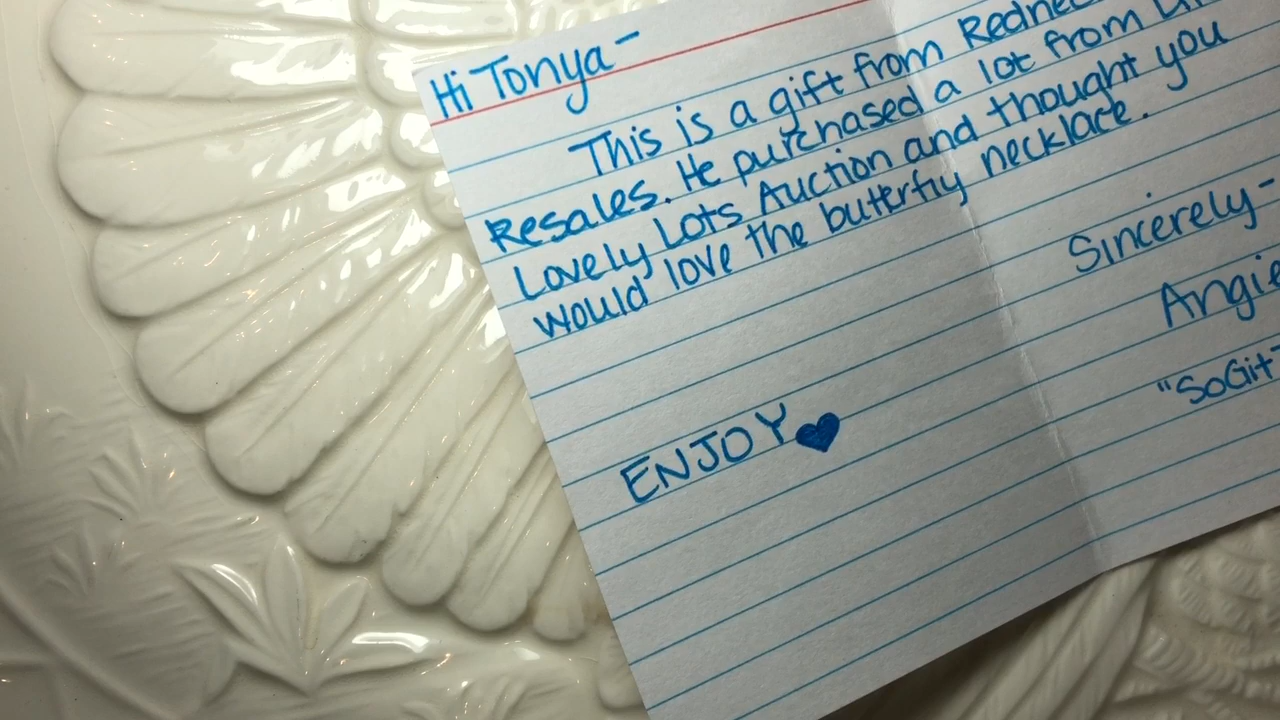 Hi Tonya -
This is a gift from
Resales. He purchased a lot from
Lovely Lots Auction and thought you
would love the butterfly necklace.
Sincerely -
Angie
ENJOY ♥